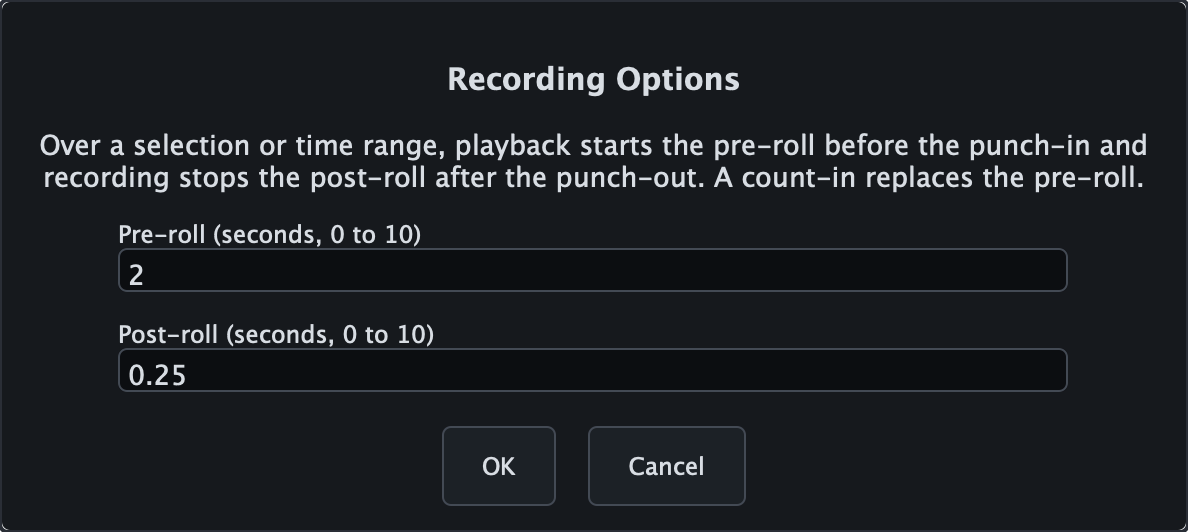 Recording Options
Over a selection or time range, playback starts the pre-roll before the punch-in and
recording stops the post-roll after the punch-out. A count-in replaces the pre-roll.
Pre-roll (seconds, 0 to 10)
2
Post-roll (seconds, 0 to 10)
0.25
OK
Cancel